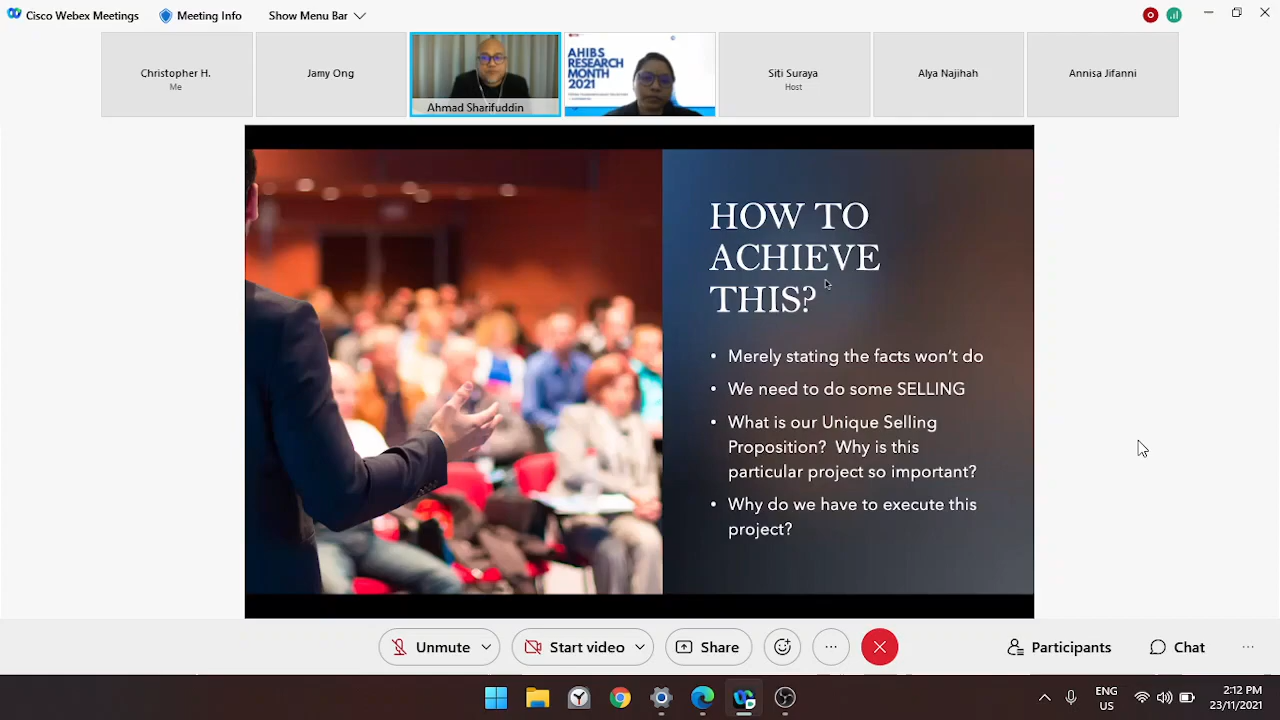 Cisco Webex Meetings
Meeting Info
Show Menu Bar
Christopher H.
Me
Jamy Ong
Ahmad Sharifuddin
AHIBS
RESEARCH
MONTH
2021
Siti Suraya
Host
Alya Najihah
Annisa Jifanni
HOW TO
ACHIEVE
THIS?
• Merely stating the facts won't do
• We need to do some SELLING
• What is our Unique Selling
Proposition? Why is this
particular project so important?
• Why do we have to execute this
project?
Unmute
Start video
Share
Participants
Chat
ENG
US
2:12 PM
23/11/2021